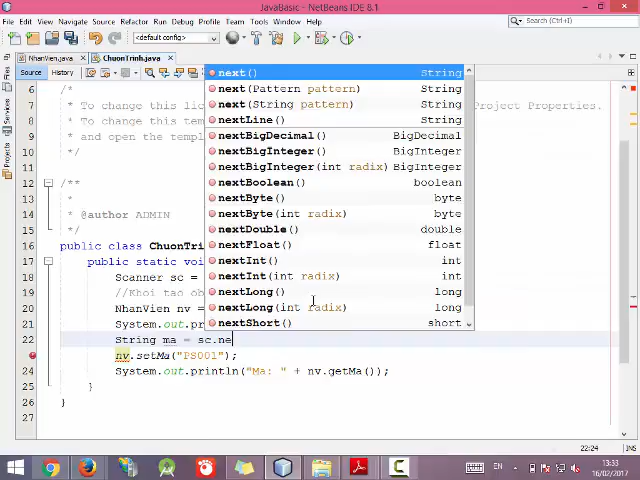 JavaBasic - NetBeans IDE 8.1
File Edit View Navigate Source Refactor Run Debug Profile Team Tools Window Help
Search (Ctrl+I)
<default config>
NhanVien.java ChuonTrinh.java
Source History
Files
Services
Projects
6 /*
7 * To change this lic Project Properties.
8 * To change this tem
9 * and open the templ
10 */
11
12 /**
13 *
14 * @author ADMIN
15 */
16 public class ChuonTri
17 public static voi
18 Scanner sc =
19 //Khoi tao ob
20 NhanVien nv =
21 System.out.pr
22 String ma = sc.ne
nv.setMa("PS001");
24 System.out.println("Ma: " + nv.getMa());
25 }
26 }
27
next() String
next(Pattern pattern) String
next(String pattern) String
nextLine() String
nextBigDecimal() BigDecimal
nextBigInteger() BigInteger
nextBigInteger(int radix) BigInteger
nextBoolean() boolean
nextByte() byte
nextByte(int radix) byte
nextDouble() double
nextFloat() float
nextInt() int
nextInt(int radix) int
nextLong() long
nextLong(int radix) long
nextShort() short
22:24 INS
EN
13:33
16/02/2017